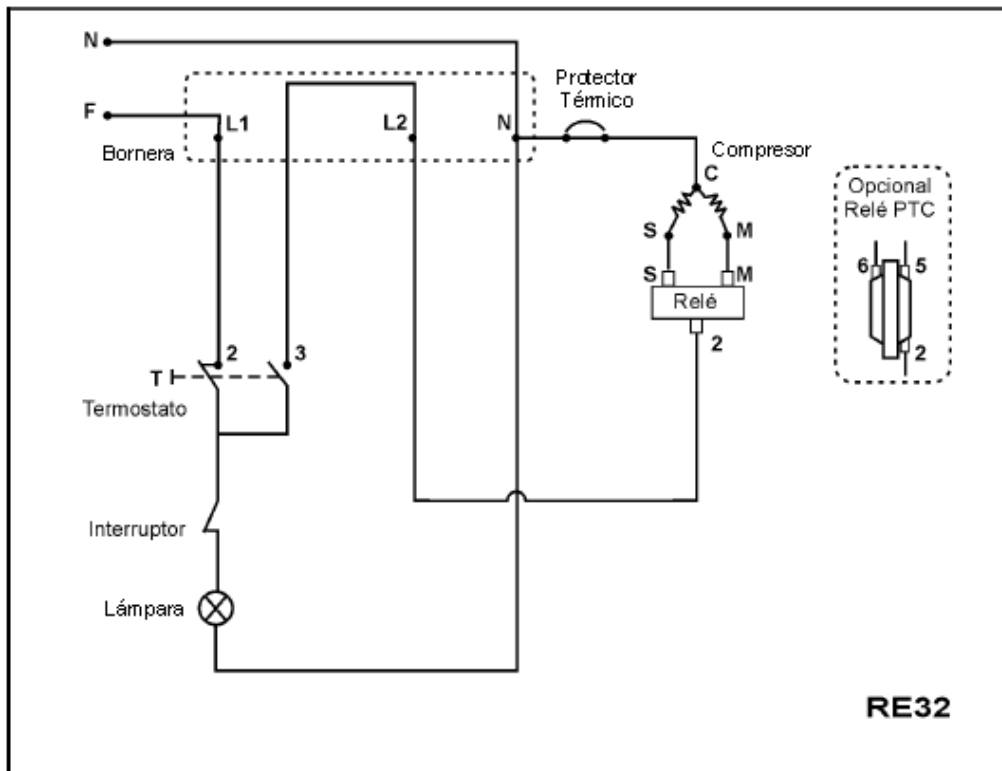 N
F
L1
L2
N
Bornera
Protector
Térmico
Compresor
C
S
M
S
M
Relé
2
Opcional
Relé PTC
6
5
2
2
3
T
Termostato
Interruptor
Lámpara
RE32